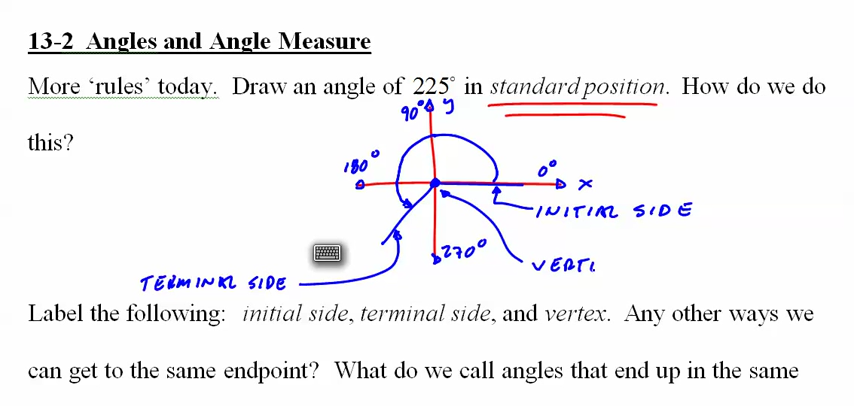 13-2 Angles and Angle Measure
More ‘rules’ today. Draw an angle of 225° in standard position. How do we do
this?
90° y
180°
0°
x
INITIAL SIDE
270°
VERTI
TERMINAL SIDE
Label the following: initial side, terminal side, and vertex. Any other ways we
can get to the same endpoint? What do we call angles that end up in the same